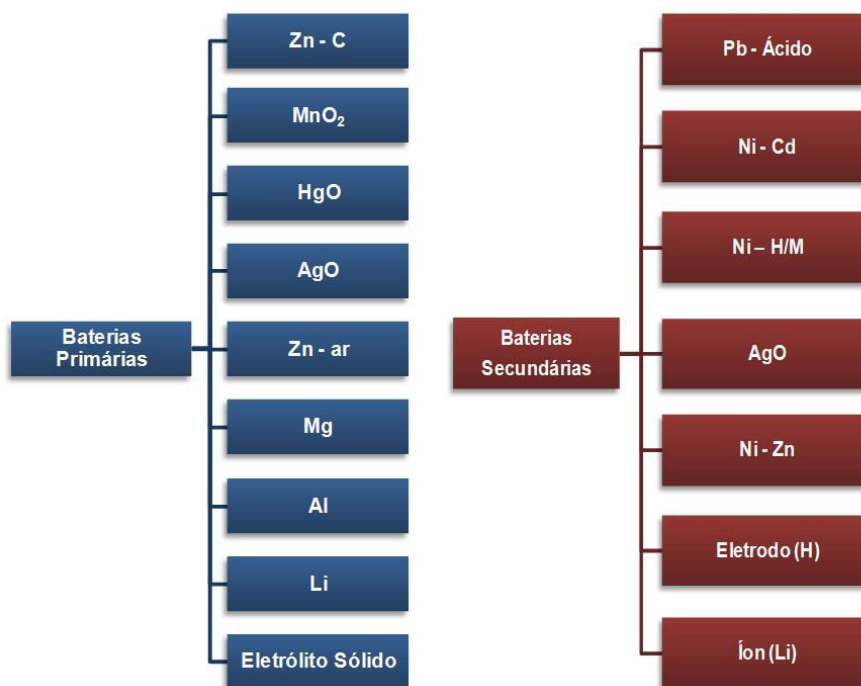 Baterias
Primárias
Zn - C
MnO₂
HgO
AgO
Zn - ar
Mg
Al
Li
Eletrólito Sólido
Baterias
Secundárias
Pb - Ácido
Ni - Cd
Ni – H/M
AgO
Ni - Zn
Eletrodo (H)
Íon (Li)